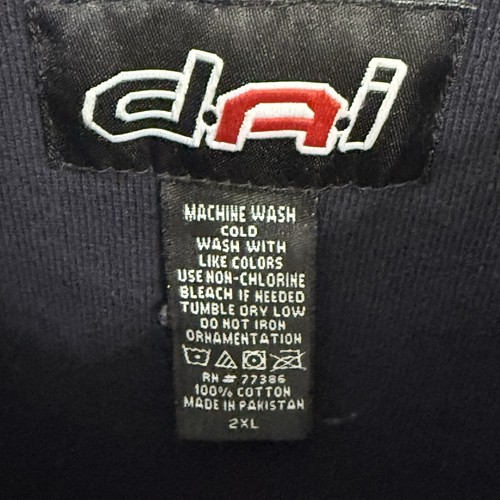 d.A.i
MACHINE WASH
COLD
WASH WITH
LIKE COLORS
USE NON-CHLORINE
BLEACH IF NEEDED
TUMBLE DRY LOW
DO NOT IRON
ORNAMENTATION
RN # 77386
100% COTTON
MADE IN PAKISTAN
2XL